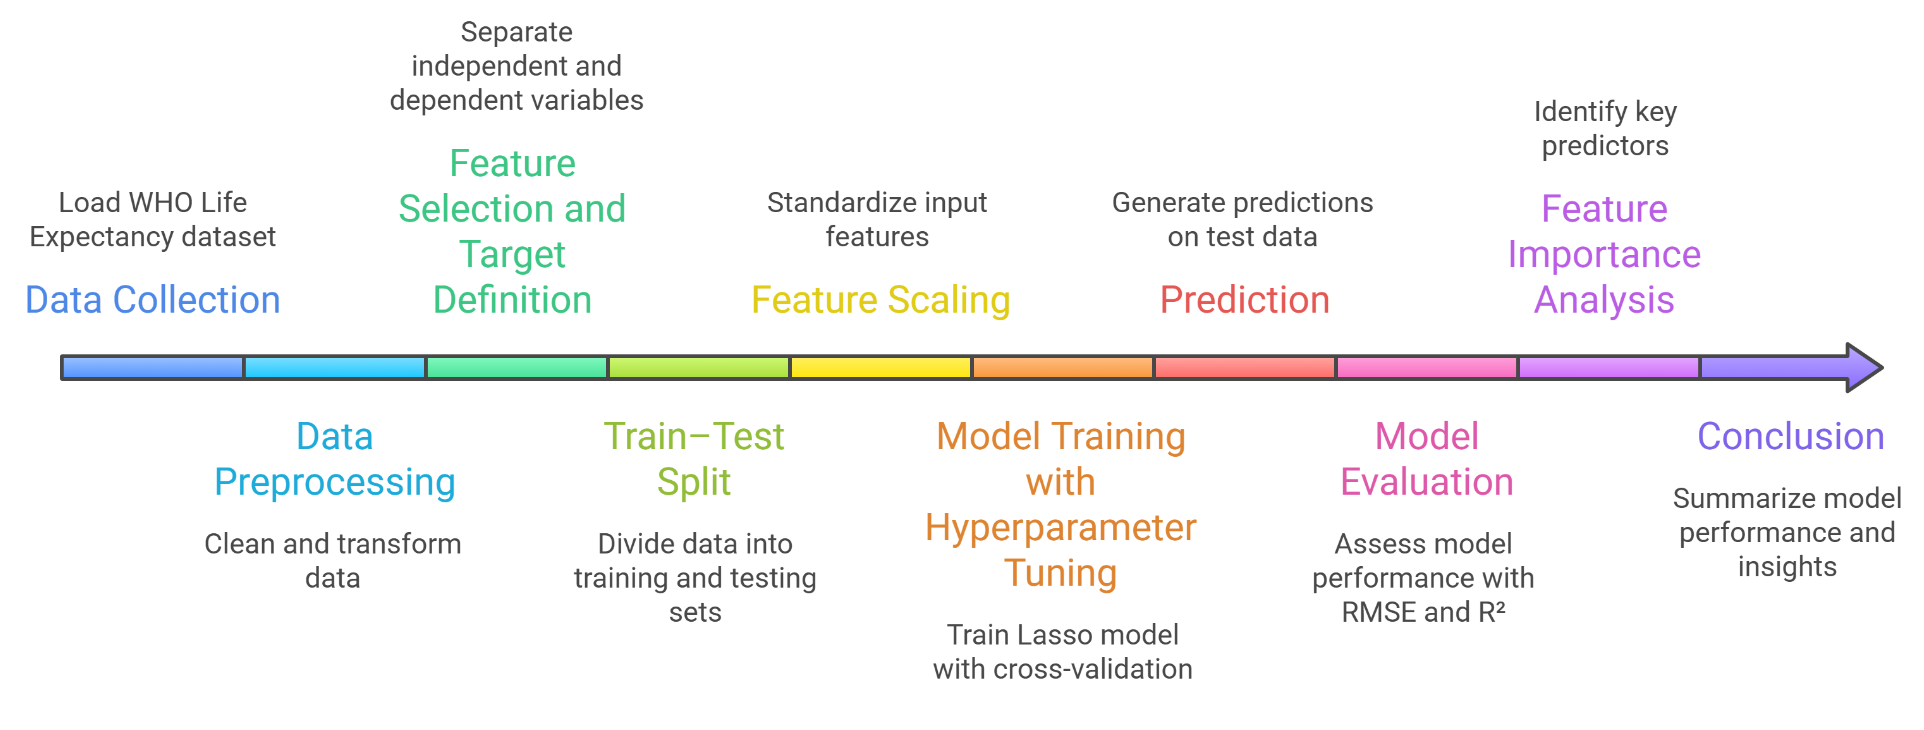 Load WHO Life
Expectancy dataset
Data Collection
Data
Preprocessing
Clean and transform
data
Separate
independent and
dependent variables
Feature
Selection and
Target
Definition
Train–Test
Split
Divide data into
training and testing
sets
Standardize input
features
Feature Scaling
Model Training
with
Hyperparameter
Tuning
Train Lasso model
with cross-validation
Generate predictions
on test data
Prediction
Model
Evaluation
Assess model
performance with
RMSE and R²
Identify key
predictors
Feature
Importance
Analysis
Conclusion
Summarize model
performance and
insights